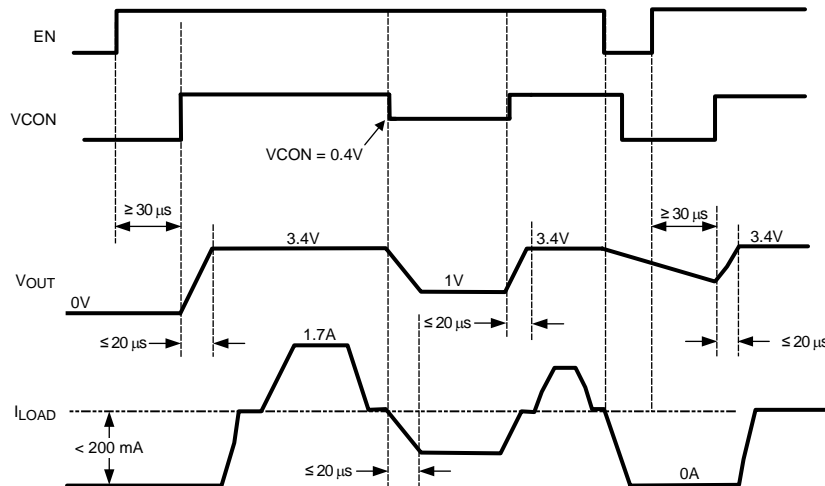 EN
VCON
VCON = 0.4V
≥ 30 µs
≥ 30 µs
3.4V
3.4V
3.4V
VOUT
1V
0V
≤ 20 µs
≤ 20 µs
≤ 20 µs
1.7A
ILOAD
< 200 mA
≤ 20 µs
0A